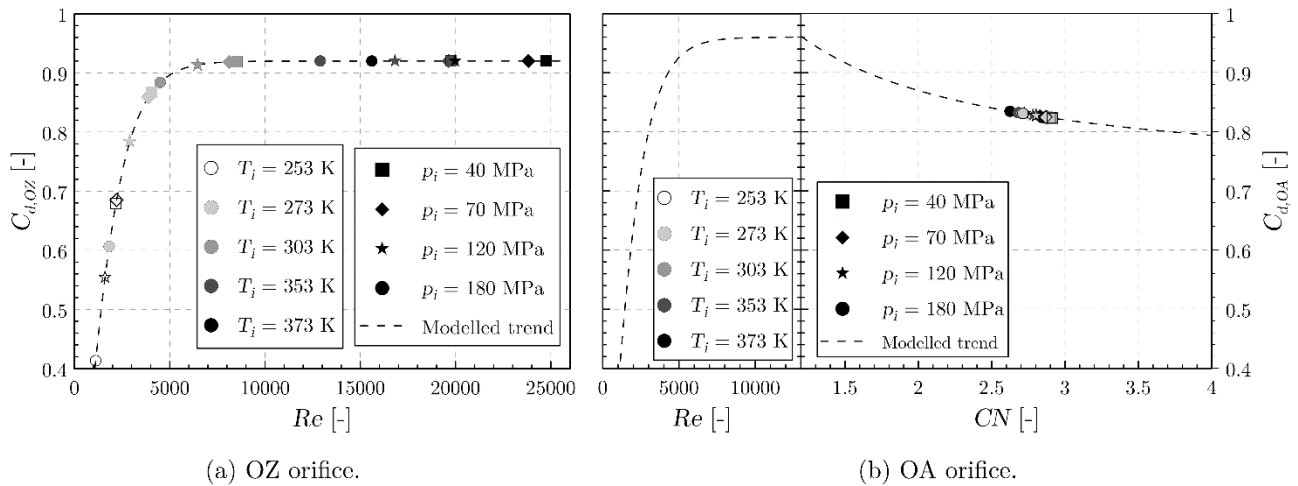 1
0.9
0.8
0.7
0.6
0.5
0.4
C_{d,OZ} [-]
0
5000
10000
15000
20000
25000
Re [-]
T_i = 253 K
T_i = 273 K
T_i = 303 K
T_i = 353 K
T_i = 373 K
p_i = 40 MPa
p_i = 70 MPa
p_i = 120 MPa
p_i = 180 MPa
Modelled trend
(a) OZ orifice.
0
5000
10000
Re [-]
T_i = 253 K
T_i = 273 K
T_i = 303 K
T_i = 353 K
T_i = 373 K
p_i = 40 MPa
p_i = 70 MPa
p_i = 120 MPa
p_i = 180 MPa
Modelled trend
1.5
2
2.5
3
3.5
4
CN [-]
1
0.9
0.8
0.7
0.6
0.5
0.4
C_{d,OA} [-]
(b) OA orifice.